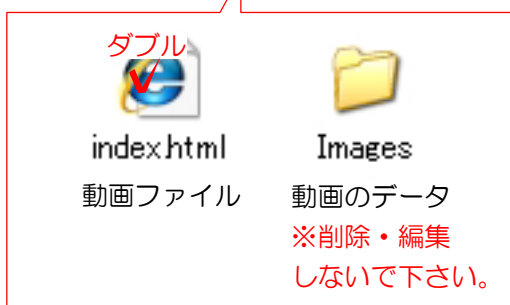 ダブル
index.html
動画ファイル
Images
動画のデータ
※削除・編集
しないで下さい。